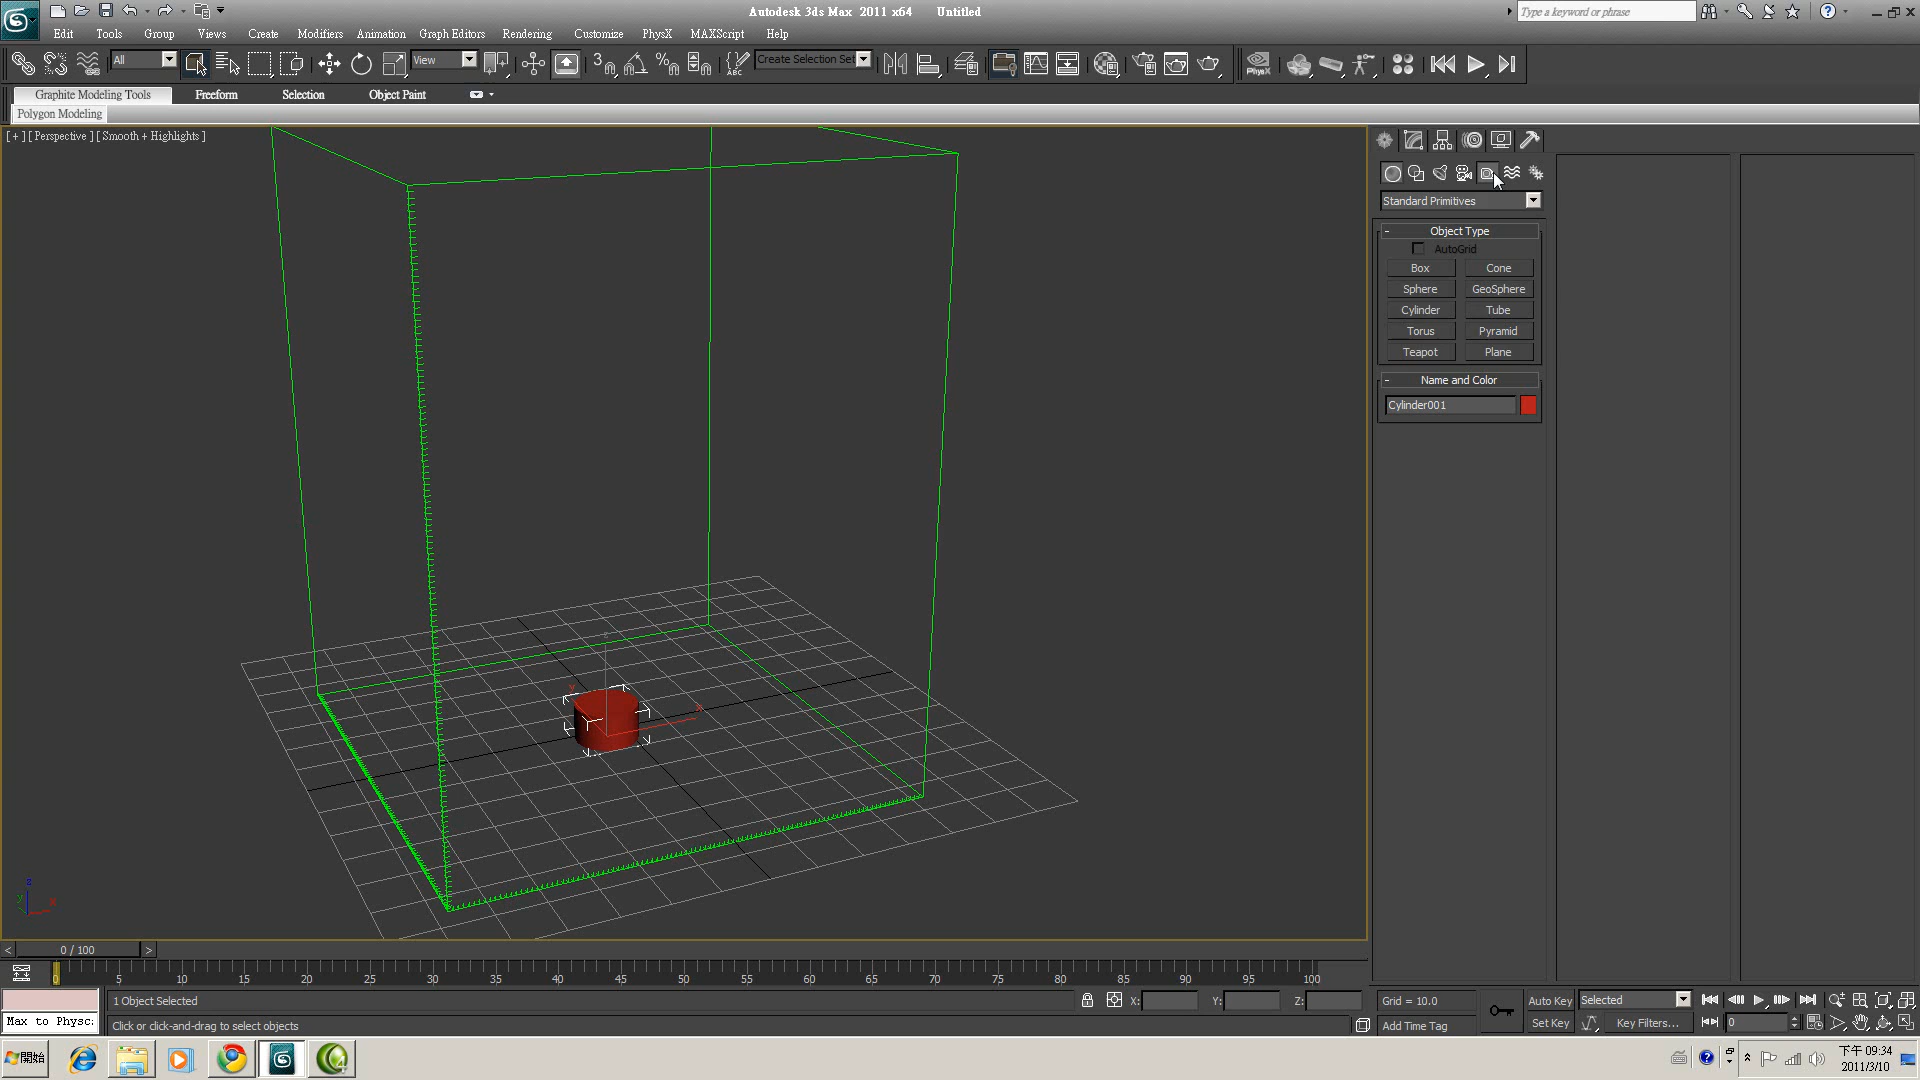 Autodesk 3ds Max 2011 x64 Untitled
Type a keyword or phrase
Edit Tools Group Views Create Modifiers Animation Graph Editors Rendering Customize PhysX MAXScript Help
All
View
3
ABC
Create Selection Set
PhysX
Graphite Modeling Tools Freeform Selection Object Paint
Polygon Modeling
[ + ] [ Perspective ] [ Smooth + Highlights ]
Standard Primitives
- Object Type
AutoGrid
Box Cone
Sphere GeoSphere
Cylinder Tube
Torus Pyramid
Teapot Plane
- Name and Color
Cylinder001
z
y
x
z
y
x
< 0 / 100 >
0 5 10 15 20 25 30 35 40 45 50 55 60 65 70 75 80 85 90 95 100
1 Object Selected X: Y: Z: Grid = 10.0 Auto Key Selected
Max to Physc:
Click or click-and-drag to select objects Add Time Tag Set Key Key Filters... 0
開始
下午 09:34
2011/3/10